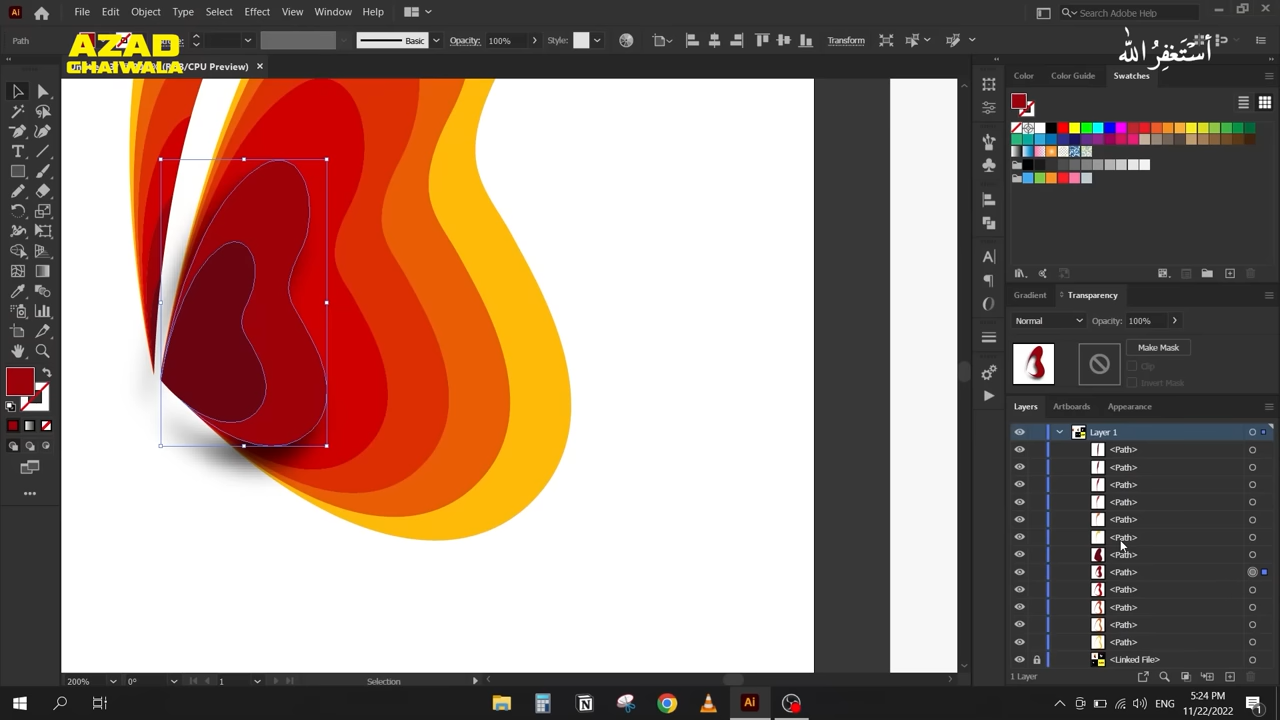 File Edit Object Type Select Effect View Window Help
Search Adobe Help
Path
Basic
Opacity: 100%
Style:
Transform
AZAD
CHAIWALA
أستغفر الله
(RGB/CPU Preview)
Color Color Guide Swatches
Gradient Transparency
Normal
Opacity: 100%
Make Mask
Clip
Invert Mask
Layers Artboards Appearance
Layer 1
<Path>
<Path>
<Path>
<Path>
<Path>
<Path>
<Path>
<Path>
<Path>
<Path>
<Path>
<Path>
<Linked File>
200% 0° 1 Selection
1 Layer
5:24 PM
ENG
11/22/2022